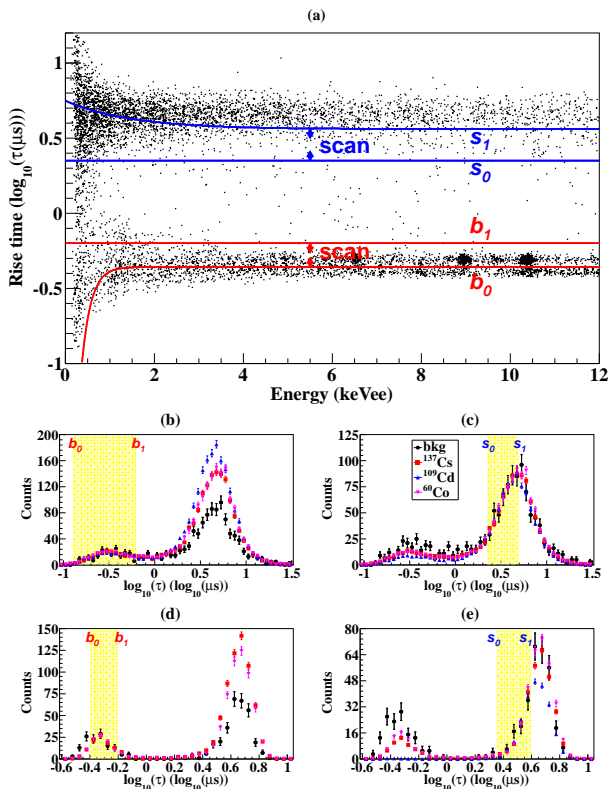 (a)
Rise time (log10 (τ(μs)))
1
0.5
0
-0.5
-1
s1
scan
s0
b1
scan
b0
0 2 4 6 8 10 12
Energy (keVee)
(b)
b0 b1
Counts
200
160
120
80
40
0
-1 -0.5 0 0.5 1 1.5
log10(τ) (log10(μs))
(c)
s0 s1
bkg
137Cs
109Cd
60Co
Counts
125
100
75
50
25
0
-1 -0.5 0 0.5 1 1.5
log10(τ) (log10(μs))
(d)
b0 b1
Counts
150
125
100
75
50
25
0
-0.6 -0.4 -0.2 0 0.2 0.4 0.6 0.8 1
log10(τ) (log10(μs))
(e)
s0 s1
Counts
80
64
48
32
16
0
-0.6 -0.4 -0.2 0 0.2 0.4 0.6 0.8 1
log10(τ) (log10(μs))